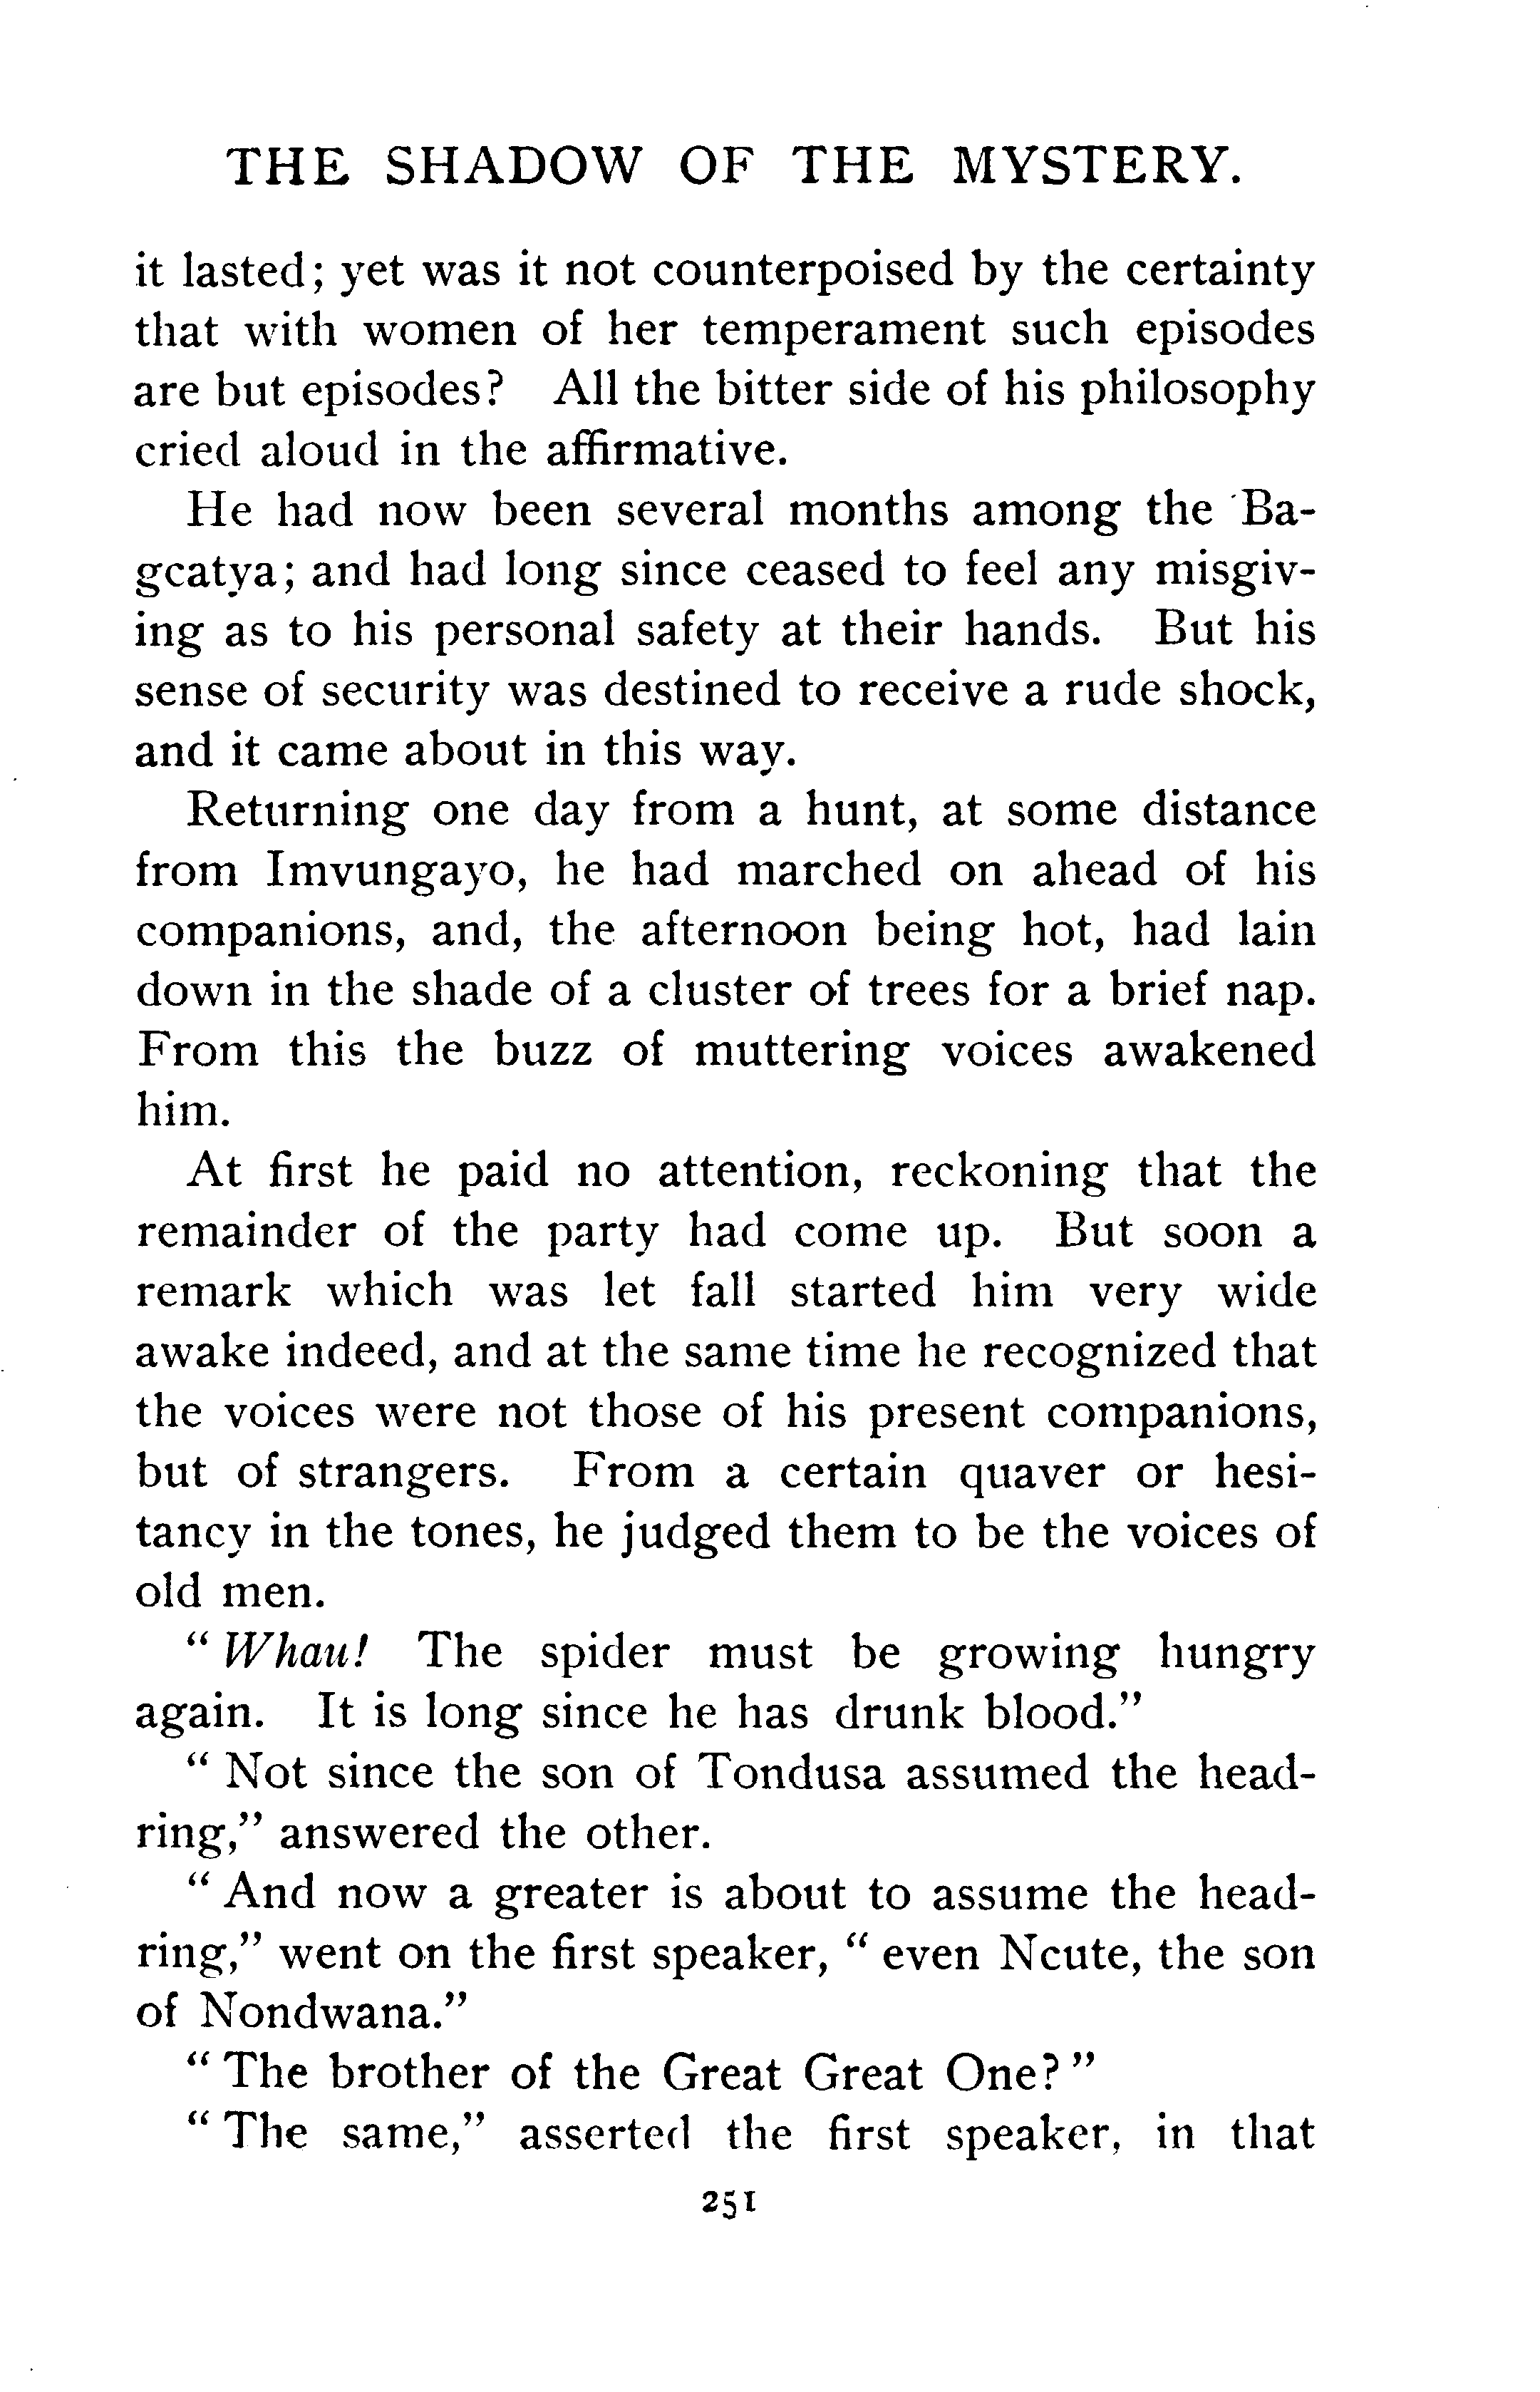 THE SHADOW OF THE MYSTERY.
it lasted; yet was it not counterpoised by the certainty
that with women of her temperament such episodes
are but episodes? All the bitter side of his philosophy
cried aloud in the affirmative.
He had now been several months among the Ba-
gcatya; and had long since ceased to feel any misgiv-
ing as to his personal safety at their hands. But his
sense of security was destined to receive a rude shock,
and it came about in this way.
Returning one day from a hunt, at some distance
from Imvungayo, he had marched on ahead of his
companions, and, the afternoon being hot, had lain
down in the shade of a cluster of trees for a brief nap.
From this the buzz of muttering voices awakened
him.
At first he paid no attention, reckoning that the
remainder of the party had come up. But soon a
remark which was let fall started him very wide
awake indeed, and at the same time he recognized that
the voices were not those of his present companions,
but of strangers. From a certain quaver or hesi-
tancy in the tones, he judged them to be the voices of
old men.
"Whau! The spider must be growing hungry
again. It is long since he has drunk blood."
"Not since the son of Tondusa assumed the head-
ring," answered the other.
"And now a greater is about to assume the head-
ring," went on the first speaker, "even Ncute, the son
of Nondwana."
"The brother of the Great Great One?"
"The same," asserted the first speaker, in that
251